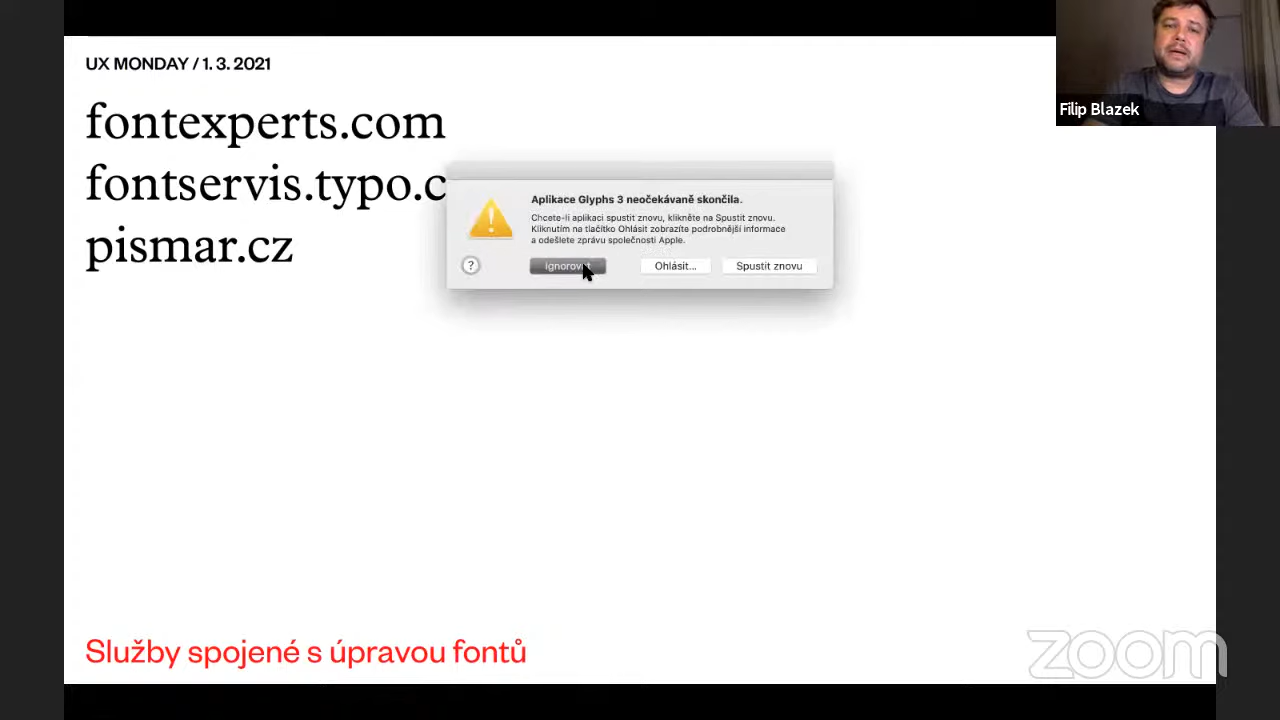 UX MONDAY / 1. 3. 2021
Filip Blazek
fontexperts.com
fontservis.typo.c
pismar.cz
Aplikace Glyphs 3 neočekávaně skončila.
Chcete-li aplikaci spustit znovu, klikněte na Spustit znovu.
Kliknutím na tlačítko Ohlásit zobrazíte podrobnější informace
a odešlete zprávu společnosti Apple.
? Ignorovat Ohlásit... Spustit znovu
Služby spojené s úpravou fontů
zoom